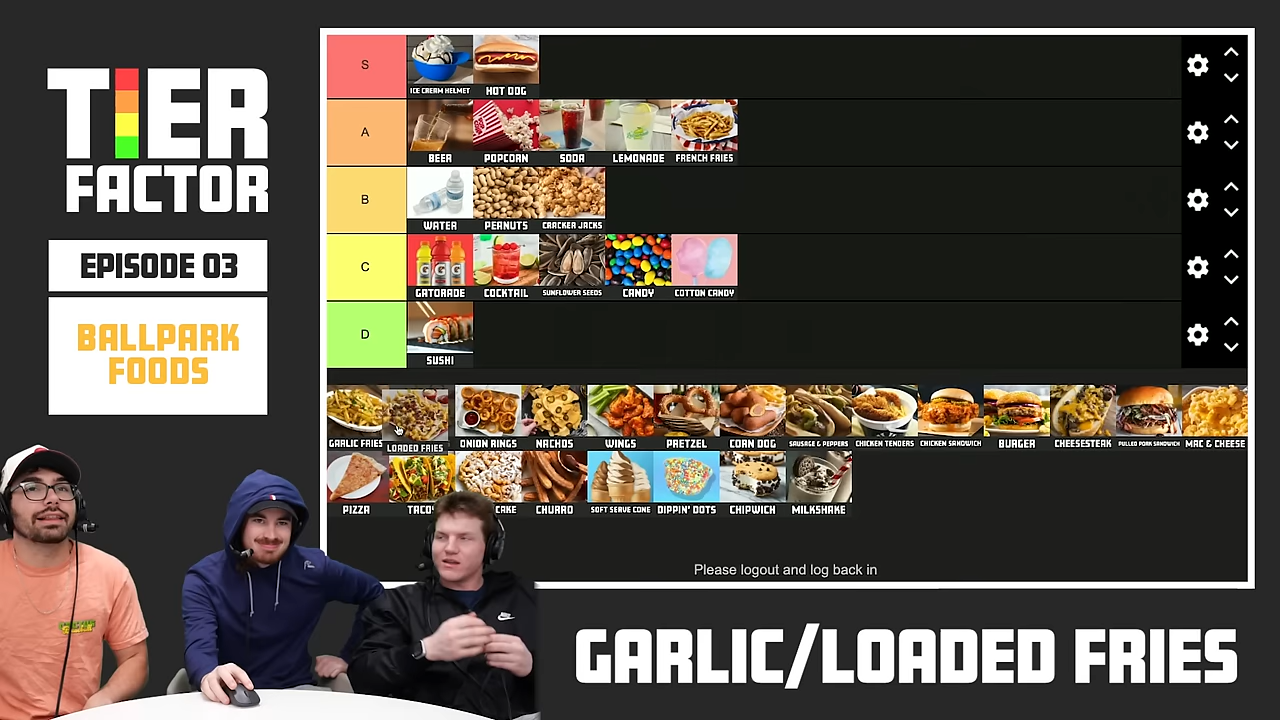 TIER
FACTOR
EPISODE 03
BALLPARK
FOODS
S
ICE CREAM HELMET
HOT DOG
A
BEER
POPCORN
SODA
LEMONADE
FRENCH FRIES
B
WATER
PEANUTS
CRACKER JACKS
C
GATORADE
COCKTAIL
SUNFLOWER SEEDS
CANDY
COTTON CANDY
D
SUSHI
GARLIC FRIES
LOADED FRIES
ONION RINGS
NACHOS
WINGS
PRETZEL
CORN DOG
SAUSAGE & PEPPERS
CHICKEN TENDERS
CHICKEN SANDWICH
BURGER
CHEESESTEAK
PULLED PORK SANDWICH
MAC & CHEESE
PIZZA
TACOS
CAKE
CHURRO
SOFT SERVE CONE
DIPPIN' DOTS
CHIPWICH
MILKSHAKE
Please logout and log back in
GARLIC/LOADED FRIES